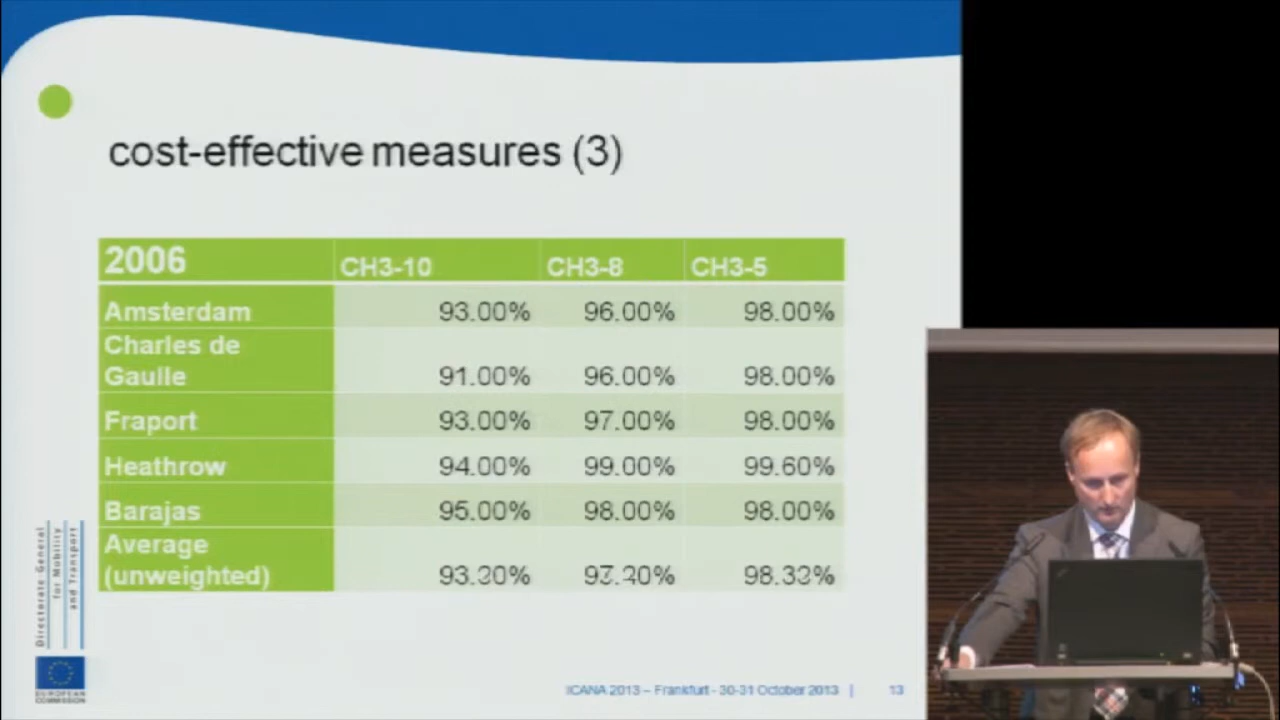 cost-effective measures (3)
2006 CH3-10 CH3-8 CH3-5
Amsterdam 93.00% 96.00% 98.00%
Charles de
Gaulle 91.00% 96.00% 98.00%
Fraport 93.00% 97.00% 98.00%
Heathrow 94.00% 99.00% 99.60%
Barajas 95.00% 98.00% 98.00%
Average
(unweighted) 93.20% 97.20% 98.32%
Directorate-General
for Mobility
and Transport
EUROPEAN
COMMISSION
ICANA 2013 – Frankfurt - 30-31 October 2013 | 13